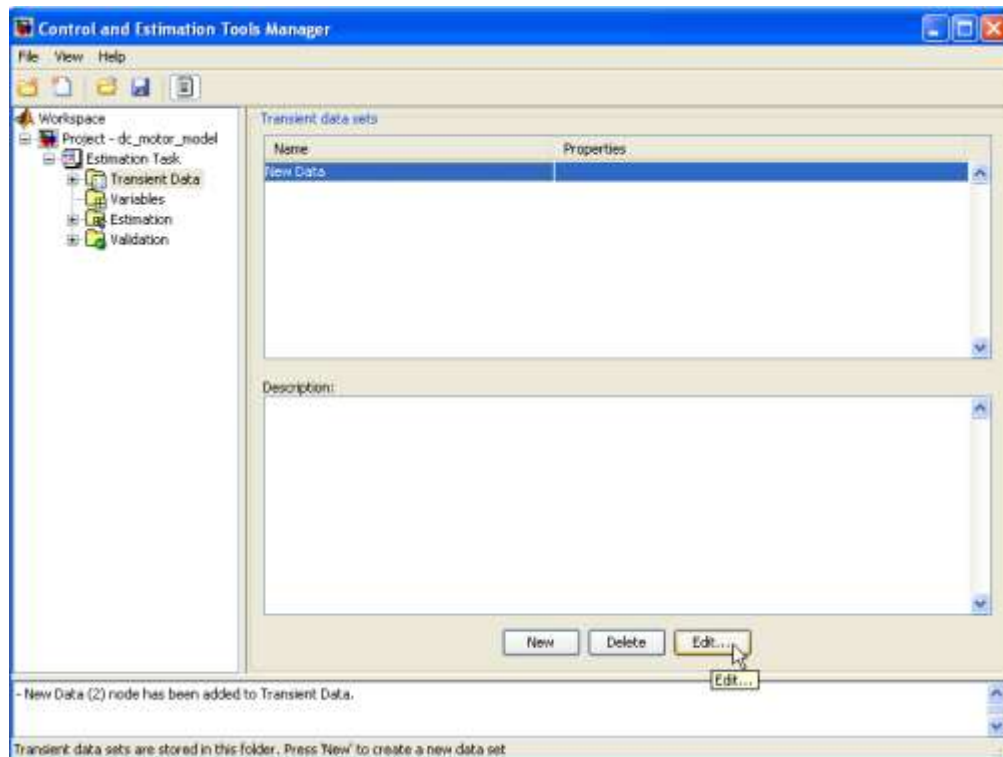 Control and Estimation Tools Manager
File View Help
Workspace
Project - dc_motor_model
Estimation Task
Transient Data
Variables
Estimation
Validation
Transient data sets
Name Properties
New Data
Description:
New Delete Edit...
Edit...
- New Data (2) node has been added to Transient Data.
Transient data sets are stored in this folder. Press 'New' to create a new data set